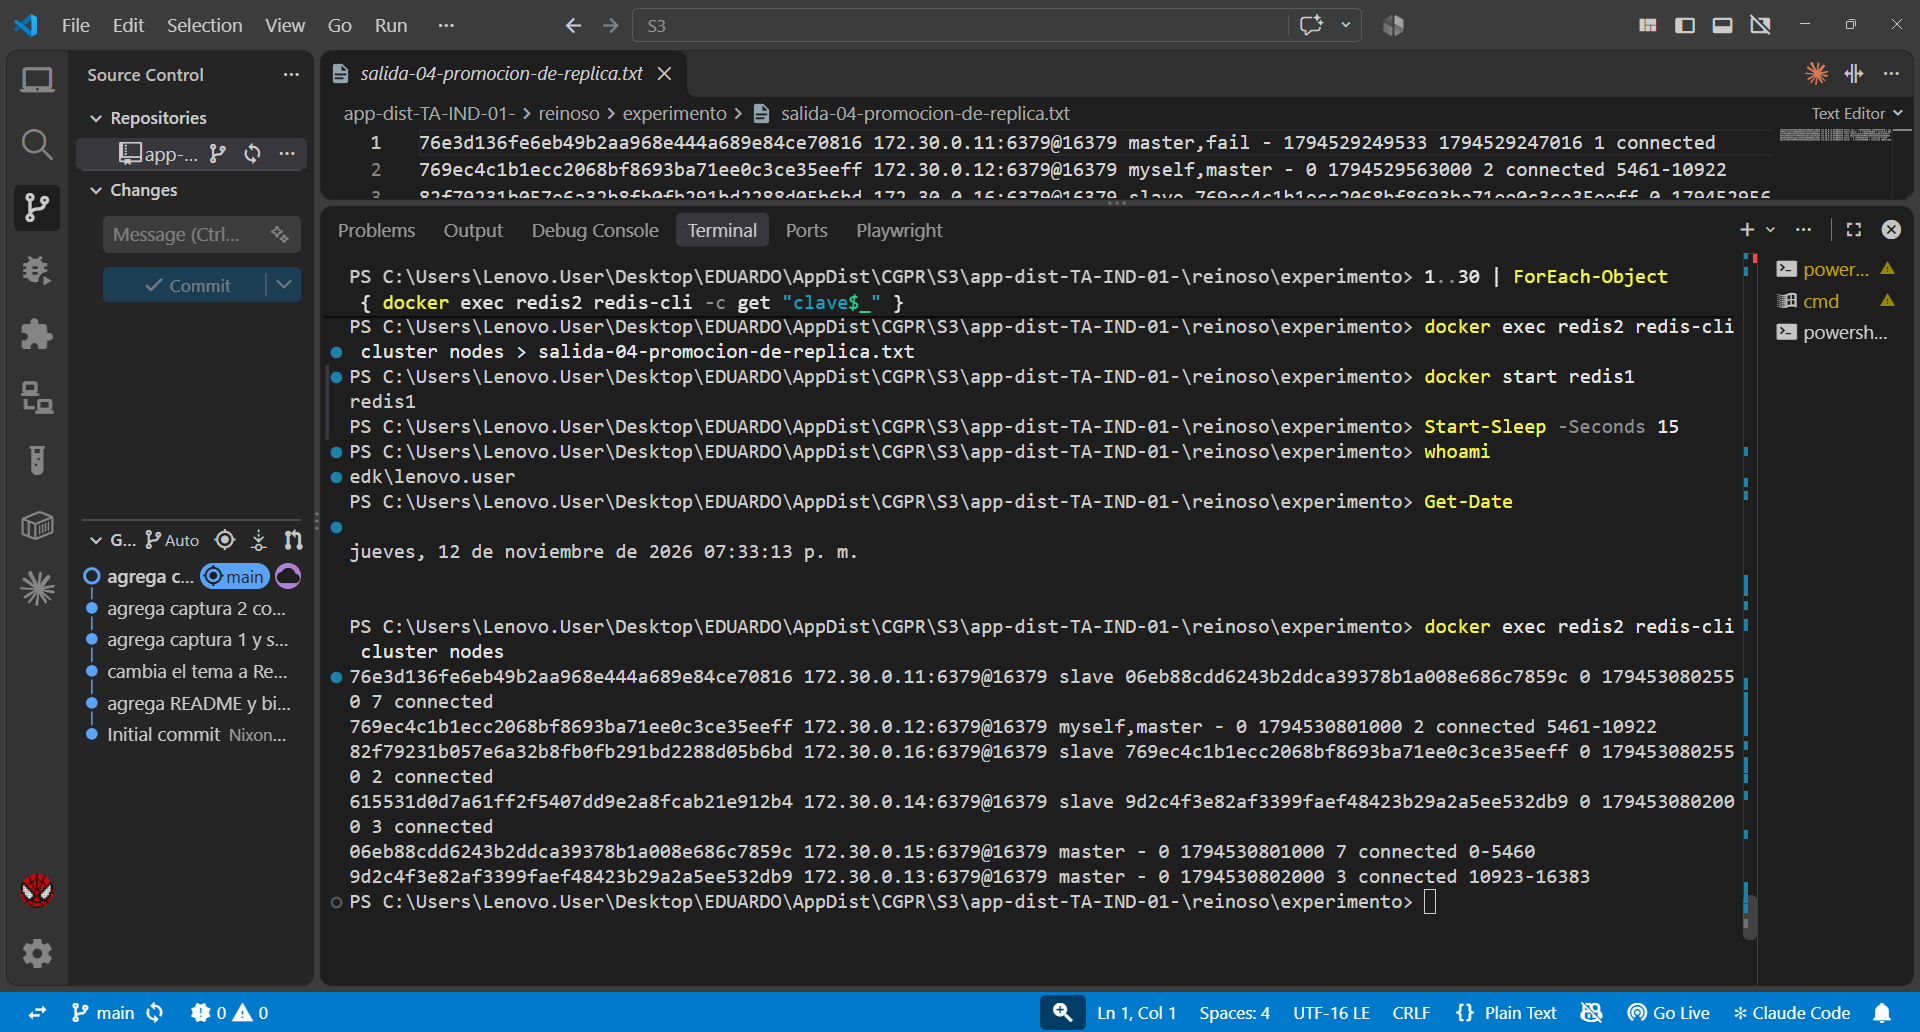 File Edit Selection View Go Run ···
S3
Source Control
Repositories
app-...
Changes
Message (Ctrl...
Commit
G... Auto
agrega c... main
agrega captura 2 co...
agrega captura 1 y s...
cambia el tema a Re...
agrega README y bi...
Initial commit Nixon...
salida-04-promocion-de-replica.txt
app-dist-TA-IND-01- > reinoso > experimento > salida-04-promocion-de-replica.txt
Text Editor
1 76e3d136fe6eb49b2aa968e444a689e84ce70816 172.30.0.11:6379@16379 master,fail - 1794529249533 1794529247016 1 connected
2 769ec4c1b1ecc2068bf8693ba71ee0c3ce35eeff 172.30.0.12:6379@16379 myself,master - 0 1794529563000 2 connected 5461-10922
3 82f79231b057e6a32b8fb0fb291bd2288d05b6bd 172.30.0.16:6379@16379 slave 769ec4c1b1ecc2068bf8693ba71ee0c3ce35eeff 0 179452956
Problems Output Debug Console Terminal Ports Playwright
PS C:\Users\Lenovo.User\Desktop\EDUARDO\AppDist\CGPR\S3\app-dist-TA-IND-01-\reinoso\experimento> 1..30 | ForEach-Object
{ docker exec redis2 redis-cli -c get "clave$_" }
PS C:\Users\Lenovo.User\Desktop\EDUARDO\AppDist\CGPR\S3\app-dist-TA-IND-01-\reinoso\experimento> docker exec redis2 redis-cli
cluster nodes > salida-04-promocion-de-replica.txt
PS C:\Users\Lenovo.User\Desktop\EDUARDO\AppDist\CGPR\S3\app-dist-TA-IND-01-\reinoso\experimento> docker start redis1
redis1
PS C:\Users\Lenovo.User\Desktop\EDUARDO\AppDist\CGPR\S3\app-dist-TA-IND-01-\reinoso\experimento> Start-Sleep -Seconds 15
PS C:\Users\Lenovo.User\Desktop\EDUARDO\AppDist\CGPR\S3\app-dist-TA-IND-01-\reinoso\experimento> whoami
edk\lenovo.user
PS C:\Users\Lenovo.User\Desktop\EDUARDO\AppDist\CGPR\S3\app-dist-TA-IND-01-\reinoso\experimento> Get-Date
jueves, 12 de noviembre de 2026 07:33:13 p. m.
PS C:\Users\Lenovo.User\Desktop\EDUARDO\AppDist\CGPR\S3\app-dist-TA-IND-01-\reinoso\experimento> docker exec redis2 redis-cli
cluster nodes
76e3d136fe6eb49b2aa968e444a689e84ce70816 172.30.0.11:6379@16379 slave 06eb88cdd6243b2ddca39378b1a008e686c7859c 0 179453080255
0 7 connected
769ec4c1b1ecc2068bf8693ba71ee0c3ce35eeff 172.30.0.12:6379@16379 myself,master - 0 1794530801000 2 connected 5461-10922
82f79231b057e6a32b8fb0fb291bd2288d05b6bd 172.30.0.16:6379@16379 slave 769ec4c1b1ecc2068bf8693ba71ee0c3ce35eeff 0 179453080255
0 2 connected
615531d0d7a61ff2f5407dd9e2a8fcab21e912b4 172.30.0.14:6379@16379 slave 9d2c4f3e82af3399faef48423b29a2a5ee532db9 0 179453080200
0 3 connected
06eb88cdd6243b2ddca39378b1a008e686c7859c 172.30.0.15:6379@16379 master - 0 1794530801000 7 connected 0-5460
9d2c4f3e82af3399faef48423b29a2a5ee532db9 172.30.0.13:6379@16379 master - 0 1794530802000 3 connected 10923-16383
PS C:\Users\Lenovo.User\Desktop\EDUARDO\AppDist\CGPR\S3\app-dist-TA-IND-01-\reinoso\experimento>
power...
cmd
powersh...
main 0 0 Ln 1, Col 1 Spaces: 4 UTF-16 LE CRLF {} Plain Text Go Live Claude Code